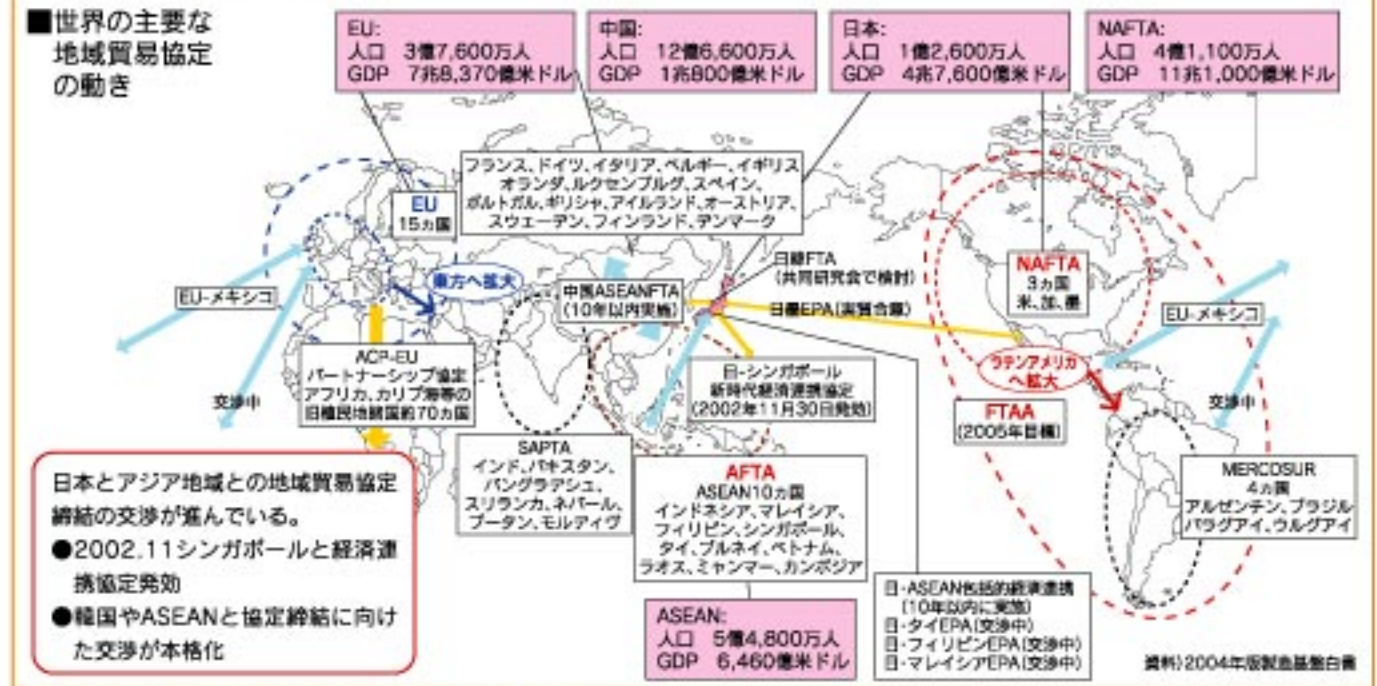 ■世界の主要な
地域貿易協定
の動き
EU:
人口 3億7,600万人
GDP 7兆8,370億米ドル
中国:
人口 12億6,600万人
GDP 1兆800億米ドル
日本:
人口 1億2,600万人
GDP 4兆7,600億米ドル
NAFTA:
人口 4億1,100万人
GDP 11兆1,000億米ドル
フランス、ドイツ、イタリア、ベルギー、イギリス
オランダ、ルクセンブルグ、スペイン、
ポルトガル、ギリシャ、アイルランド、オーストリア、
スウェーデン、フィンランド、デンマーク
EU
15ヵ国
東方へ拡大
EU-メキシコ
交渉中
ACP-EU
パートナーシップ協定
アフリカ、カリブ海等の
旧植民地諸国約70ヵ国
中国ASEANFTA
(10年以内実施)
日韓FTA
(共同研究会で検討)
日墨EPA(実質合意)
日-シンガポール
新時代経済連携協定
(2002年11月30日発効)
NAFTA
3ヵ国
米、加、墨
ラテンアメリカ
へ拡大
FTAA
(2005年目標)
EU-メキシコ
交渉中
MERCOSUR
4ヵ国
アルゼンチン、ブラジル
パラグアイ、ウルグアイ
SAPTA
インド、パキスタン、
バングラアシュ、
スリランカ、ネパール、
ブータン、モルディヴ
AFTA
ASEAN10ヵ国
インドネシア、マレイシア、
フィリピン、シンガポール、
タイ、ブルネイ、ベトナム、
ラオス、ミャンマー、カンボジア
ASEAN:
人口 5億4,800万人
GDP 6,460億米ドル
日・ASEAN包括的経済連携
(10年以内に実施)
日・タイEPA(交渉中)
日・フィリピンEPA(交渉中)
日・マレイシアEPA(交渉中)
日本とアジア地域との地域貿易協定
締結の交渉が進んでいる。
●2002.11シンガポールと経済連
携協定発効
●韓国やASEANと協定締結に向け
た交渉が本格化
資料)2004年版製造基盤白書